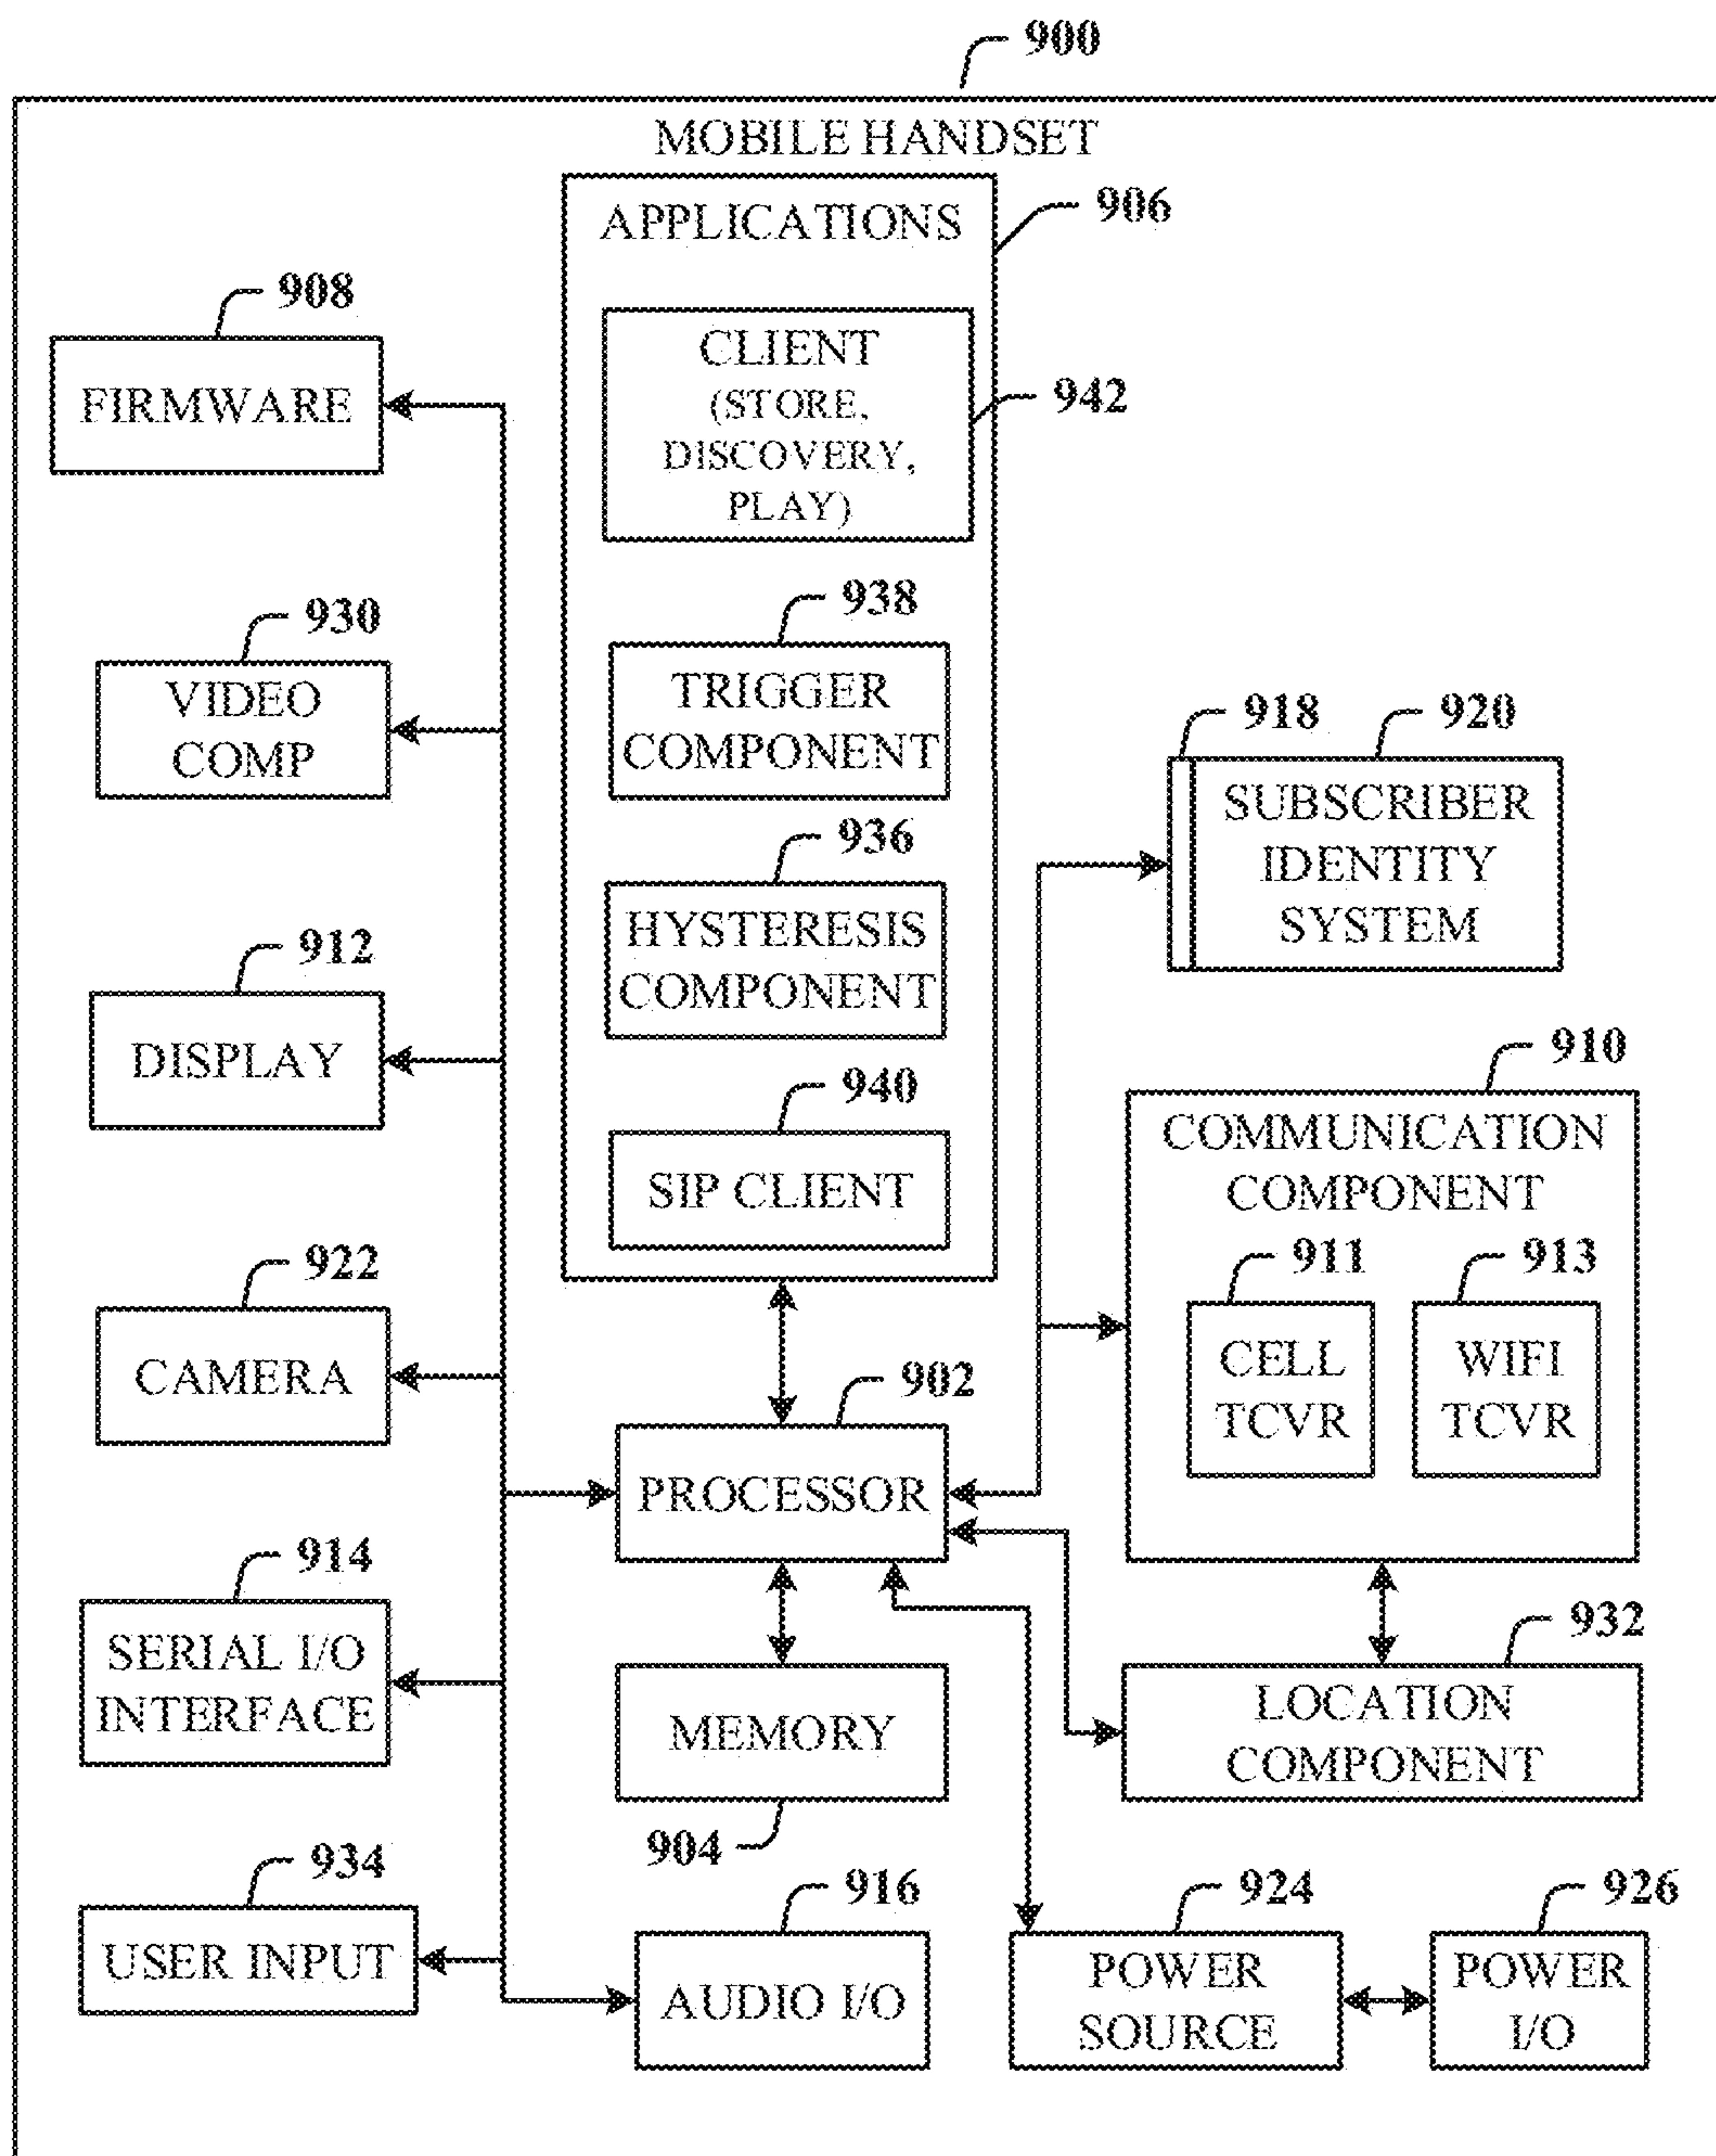 900
MOBILE HANDSET
906
APPLICATIONS
942
CLIENT
(STORE,
DISCOVERY,
PLAY)
938
TRIGGER
COMPONENT
936
HYSTERESIS
COMPONENT
940
SIP CLIENT
908
FIRMWARE
930
VIDEO
COMP
912
DISPLAY
922
CAMERA
914
SERIAL I/O
INTERFACE
934
USER INPUT
902
PROCESSOR
MEMORY
904
916
AUDIO I/O
918
920
SUBSCRIBER
IDENTITY
SYSTEM
910
COMMUNICATION
COMPONENT
911
CELL
TCVR
913
WIFI
TCVR
932
LOCATION
COMPONENT
924
POWER
SOURCE
926
POWER
I/O